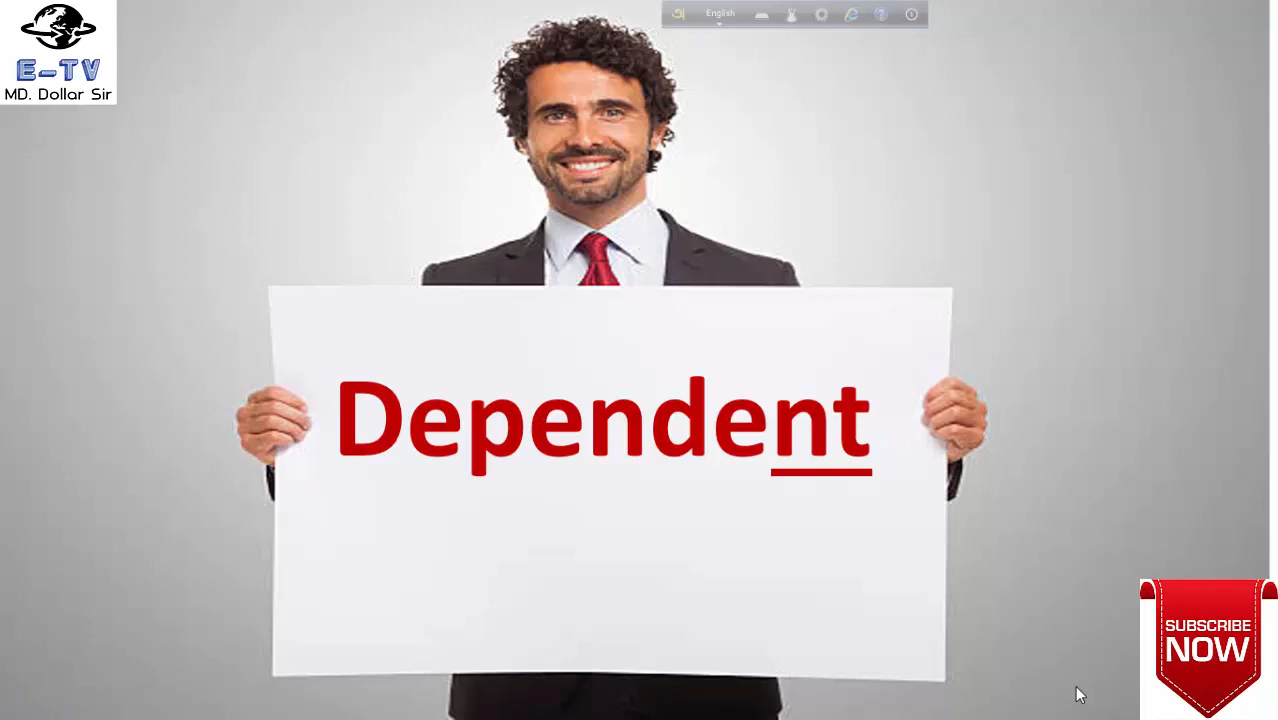 E-TV
MD. Dollar Sir
অ English
Dependent
SUBSCRIBE
NOW